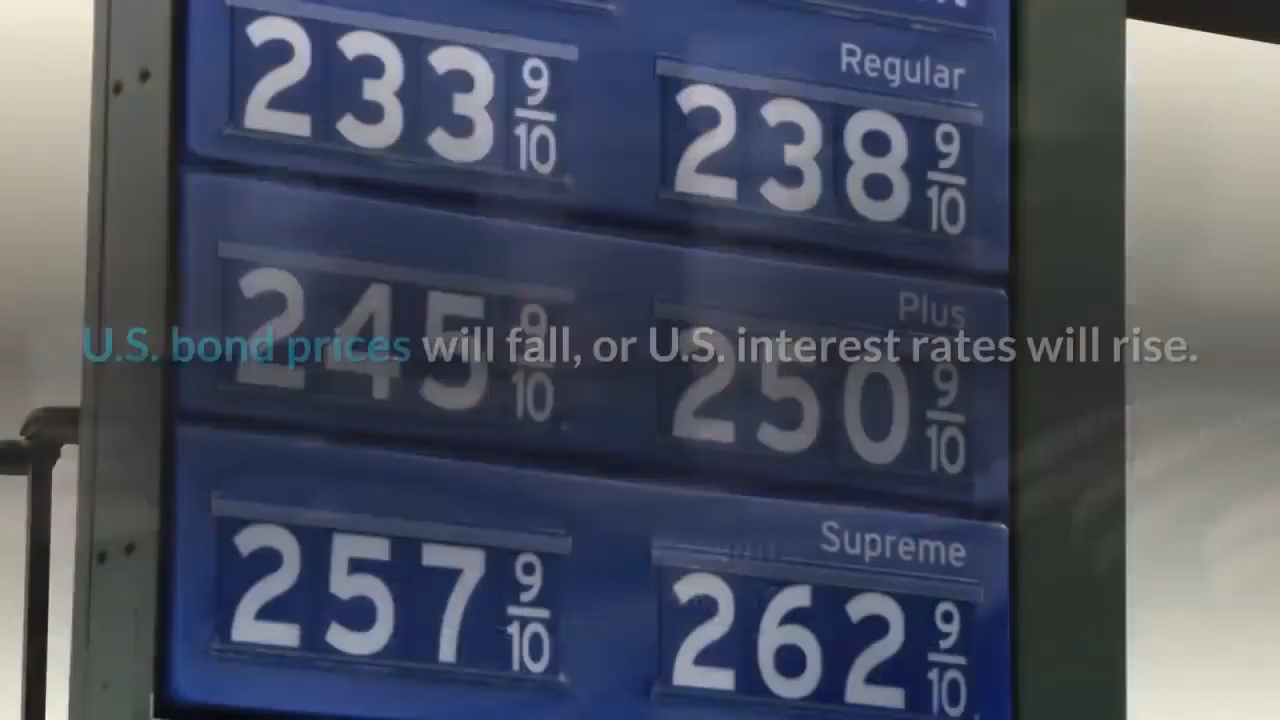 Regular
233 9/10 238 9/10
Plus
245 9/10 250 9/10
U.S. bond prices will fall, or U.S. interest rates will rise.
Supreme
257 9/10 262 9/10